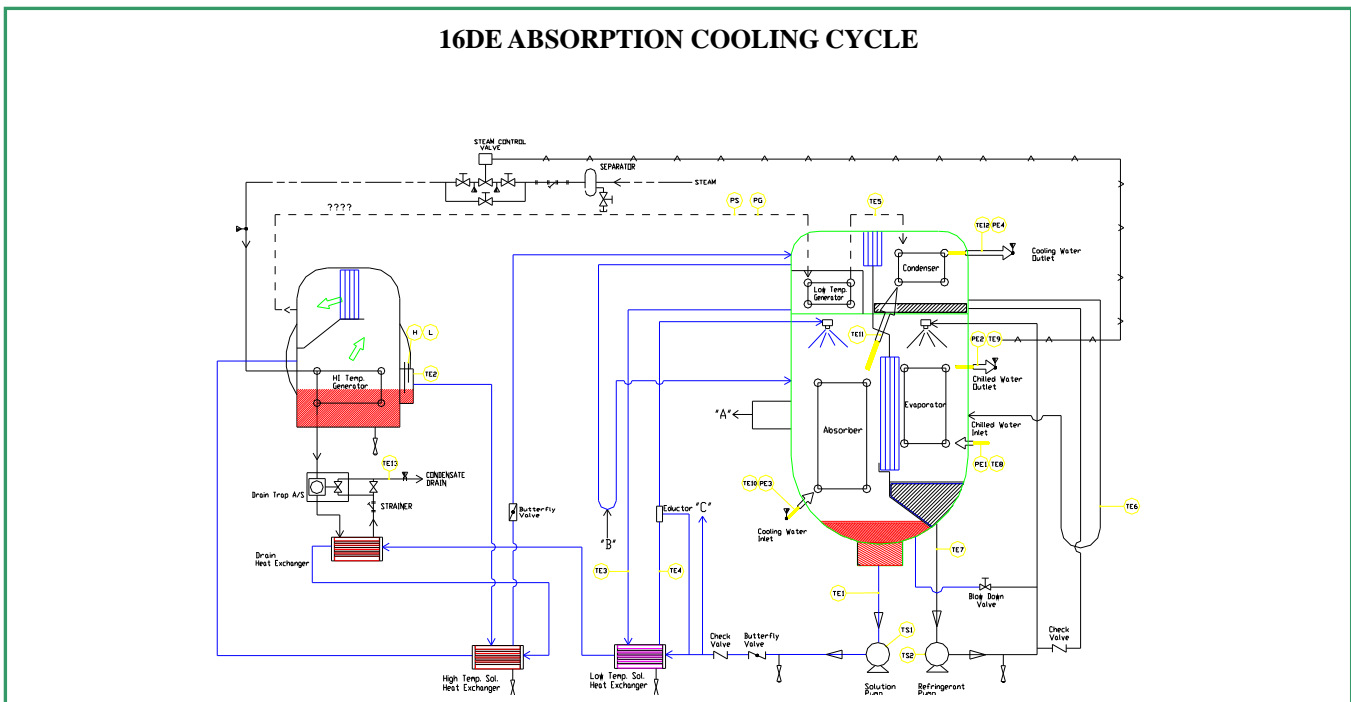 16DE ABSORPTION COOLING CYCLE
STEAM CONTROL
VALVE
SEPARATOR
STEAM
????
PS
PG
TE5
TE12
PE4
Cooling Water
Outlet
Condenser
Low Temp.
Generator
TE11
PE2
TE9
Chilled Water
Outlet
H
L
TE2
HI Temp.
Generator
"A"
Absorber
Evaporator
Chilled Water
Inlet
PE1
TE8
TE13
CONDENSATE
DRAIN
Drain Trap A/S
STRAINER
TE10
PE3
Cooling Water
Inlet
Butterfly
Valve
Eductor
"C"
"B"
TE6
TE7
Drain
Heat Exchanger
TE3
TE4
TE1
Blow Down
Valve
TS1
TS2
Check
Valve
Butterfly
Valve
Check
Valve
High Temp. Sol.
Heat Exchanger
Low Temp. Sol.
Heat Exchanger
Solution
Pump
Refringerant
Pump